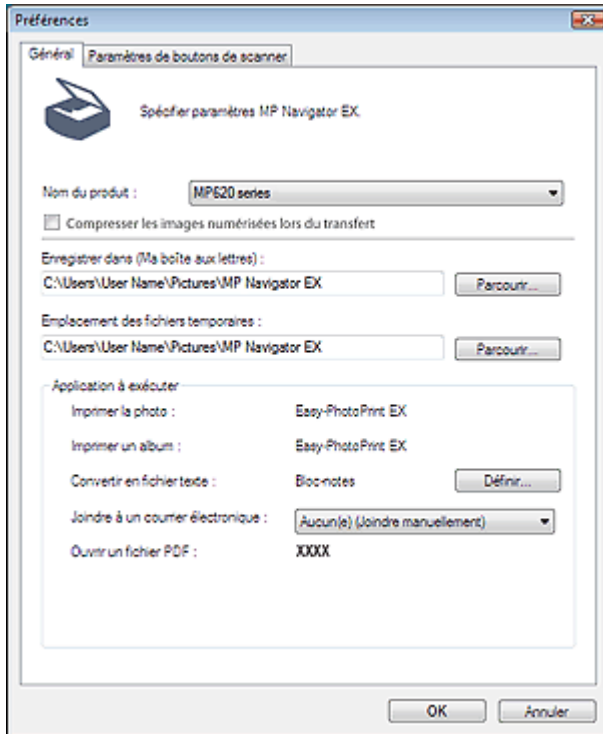 Préférences
Général Paramètres de boutons de scanner
Spécifier paramètres MP Navigator EX.
Nom du produit : MP620 series
Compresser les images numérisées lors du transfert
Enregistrer dans (Ma boîte aux lettres) :
C:\Users\User Name\Pictures\MP Navigator EX Parcourir...
Emplacement des fichiers temporaires :
C:\Users\User Name\Pictures\MP Navigator EX Parcourir...
Application à exécuter
Imprimer la photo : Easy-PhotoPrint EX
Imprimer un album : Easy-PhotoPrint EX
Convertir en fichier texte : Bloc-notes Définir...
Joindre à un courrier électronique : Aucun(e) (Joindre manuellement)
Ouvrir un fichier PDF : XXXX
OK Annuler